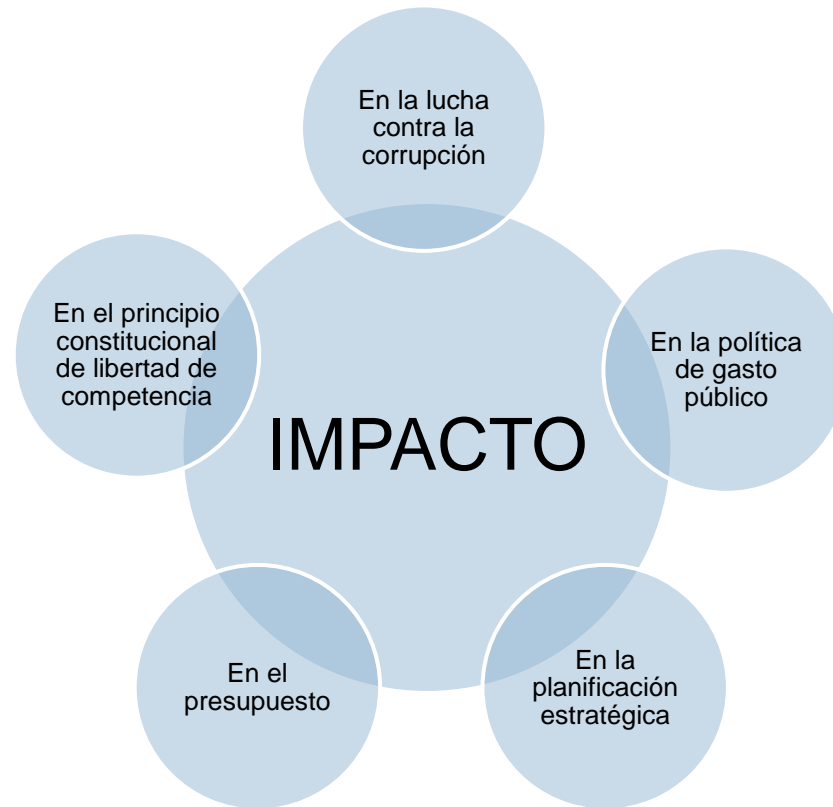 En la lucha
contra la
corrupción
En el principio
constitucional
de libertad de
competencia
En la política
de gasto
público
IMPACTO
En el
presupuesto
En la
planificación
estratégica